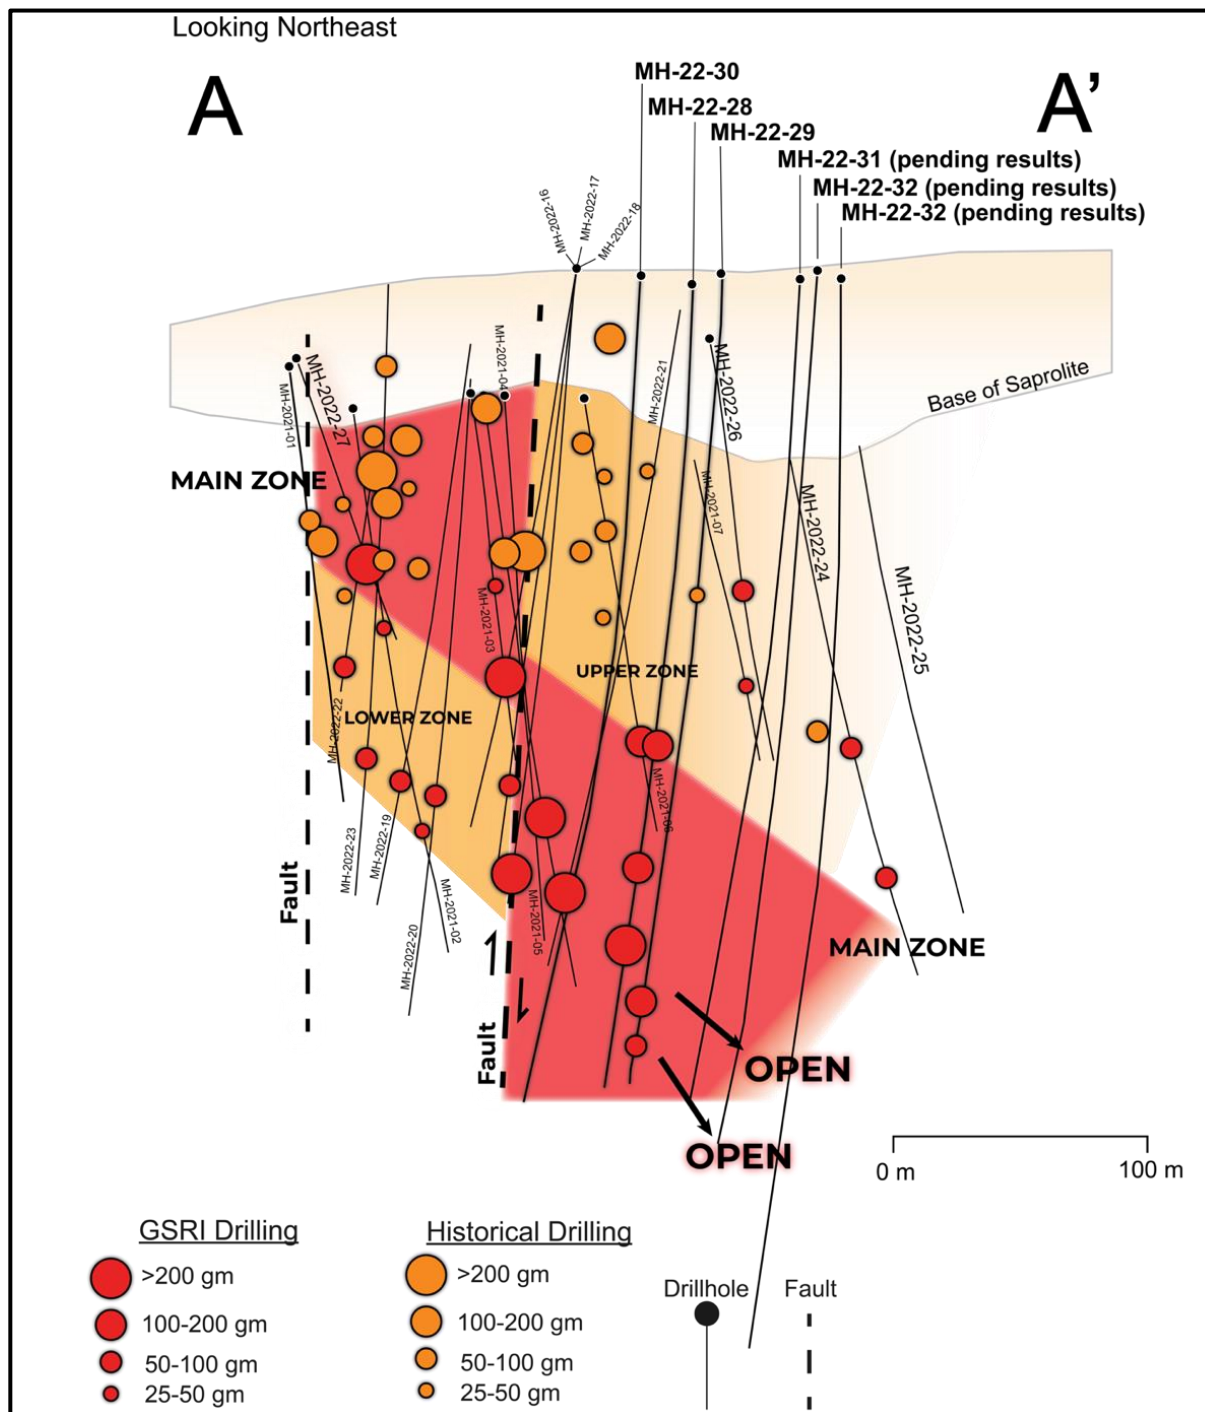 Looking Northeast
A
A’
MH-22-30
MH-22-28
MH-22-29
MH-22-31 (pending results)
MH-22-32 (pending results)
MH-22-32 (pending results)
MH-2022-16
MH-2022-17
MH-2022-18
MH-2021-01
MH-2022-27
MH-2021-04
MH-2022-21
MH-2022-26
Base of Saprolite
MAIN ZONE
MH-2021-07
MH-2022-24
MH-2022-25
MH-2021-03
UPPER ZONE
LOWER ZONE
MH-2022-22
MH-2021-06
MH-2022-23
MH-2022-19
MH-2021-02
MH-2021-05
MH-2022-20
Fault
MAIN ZONE
Fault
OPEN
OPEN
0 m
100 m
GSRI Drilling
>200 gm
100-200 gm
50-100 gm
25-50 gm
Historical Drilling
>200 gm
100-200 gm
50-100 gm
25-50 gm
Drillhole
Fault